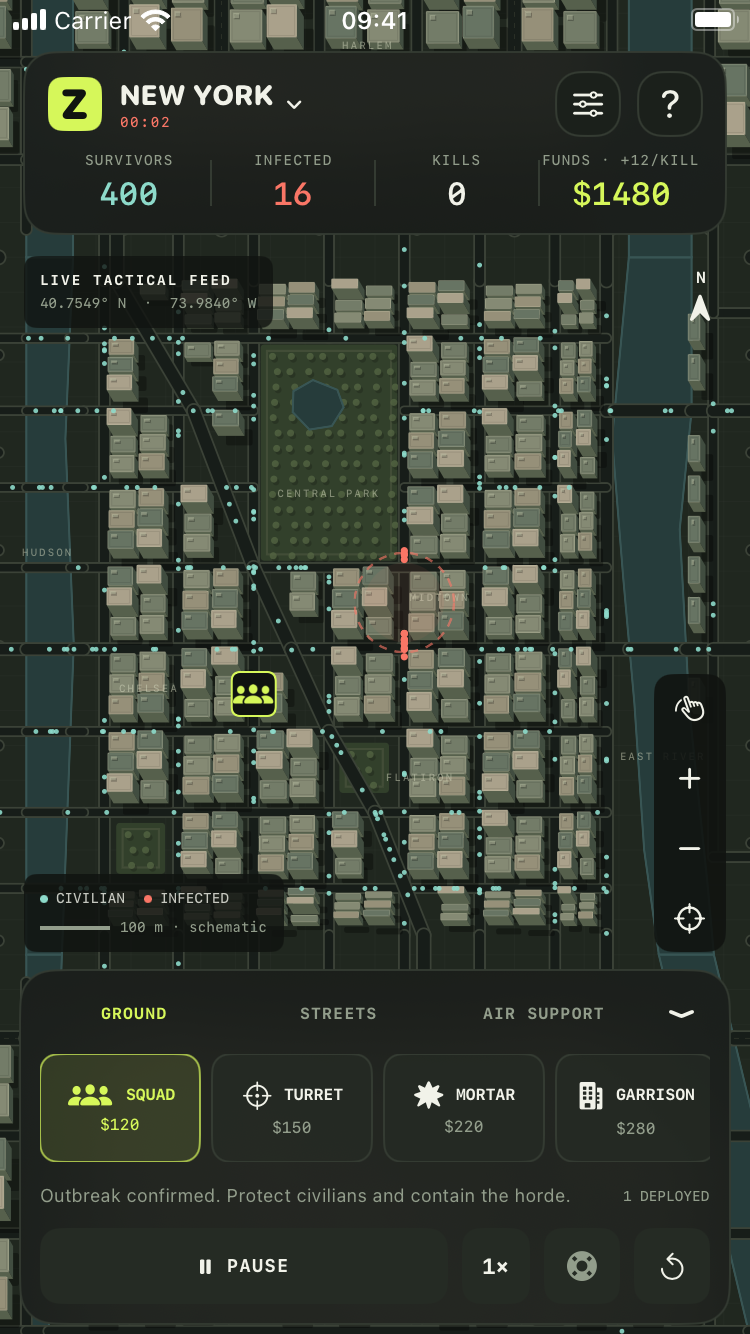 Carrier 09:41
HARLEM
Z NEW YORK
00:02
?
SURVIVORS INFECTED KILLS FUNDS · +12/KILL
400 16 0 $1480
LIVE TACTICAL FEED
40.7549° N · 73.9840° W
N
CENTRAL PARK
HUDSON
MIDTOWN
CHELSEA
EAST RIVER
FLATIRON
CIVILIAN INFECTED
100 m · schematic
GROUND STREETS AIR SUPPORT
SQUAD TURRET MORTAR GARRISON
$120 $150 $220 $280
Outbreak confirmed. Protect civilians and contain the horde. 1 DEPLOYED
PAUSE 1×